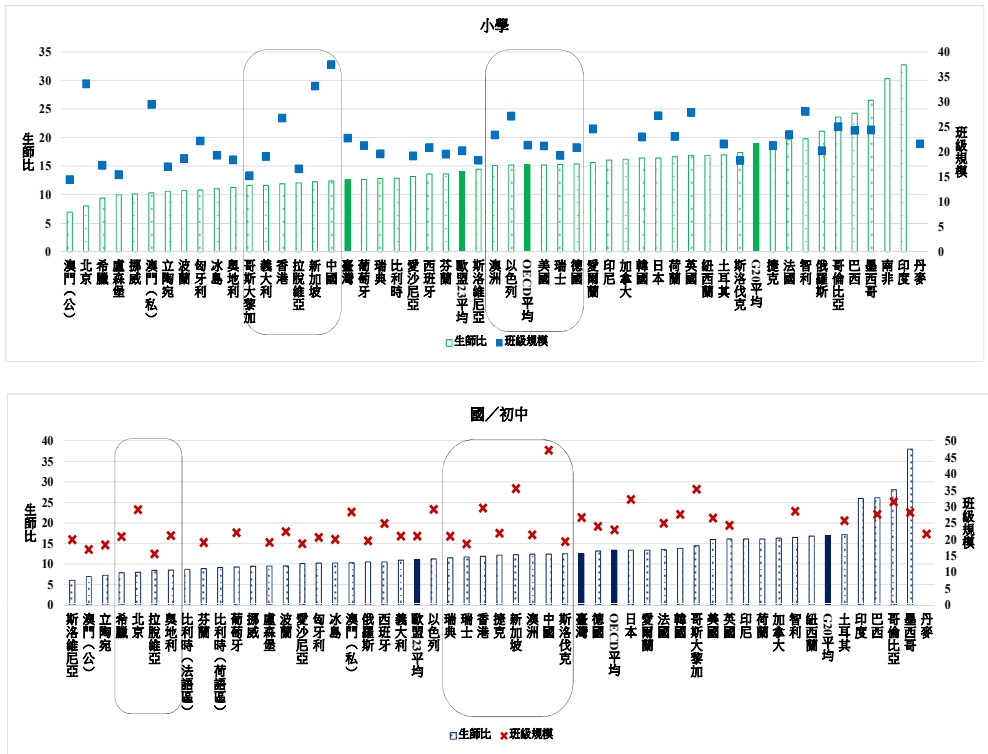 小學
35
30
25
20
15
10
5
0
生師比
40
35
30
25
20
15
10
5
0
班級規模
澳門（公）
北京
希臘
盧森堡
挪威
澳門（私）
立陶宛
波蘭
匈牙利
冰島
奧地利
哥斯大黎加
義大利
香港
拉脫維亞
新加坡
中國
臺灣
葡萄牙
瑞典
比利時
愛沙尼亞
西班牙
芬蘭
歐盟23平均
斯洛維尼亞
澳洲
以色列
OECD平均
美國
瑞士
德國
愛爾蘭
印尼
加拿大
韓國
日本
荷蘭
英國
紐西蘭
土耳其
斯洛伐克
G20平均
捷克
法國
智利
俄羅斯
哥倫比亞
巴西
墨西哥
南非
印度
丹麥
生師比 班級規模
國／初中
40
35
30
25
20
15
10
5
0
生師比
50
45
40
35
30
25
20
15
10
5
0
班級規模
斯洛維尼亞
澳門（公）
立陶宛
希臘
北京
拉脫維亞
奧地利
比利時（法語區）
芬蘭
比利時（荷語區）
葡萄牙
挪威
盧森堡
波蘭
愛沙尼亞
匈牙利
冰島
澳門（私）
俄羅斯
西班牙
義大利
歐盟23平均
以色列
瑞典
瑞士
香港
捷克
新加坡
澳洲
中國
斯洛伐克
臺灣
德國
OECD平均
日本
愛爾蘭
法國
韓國
哥斯大黎加
美國
英國
印尼
荷蘭
加拿大
智利
紐西蘭
G20平均
土耳其
印度
巴西
哥倫比亞
墨西哥
丹麥
生師比 班級規模